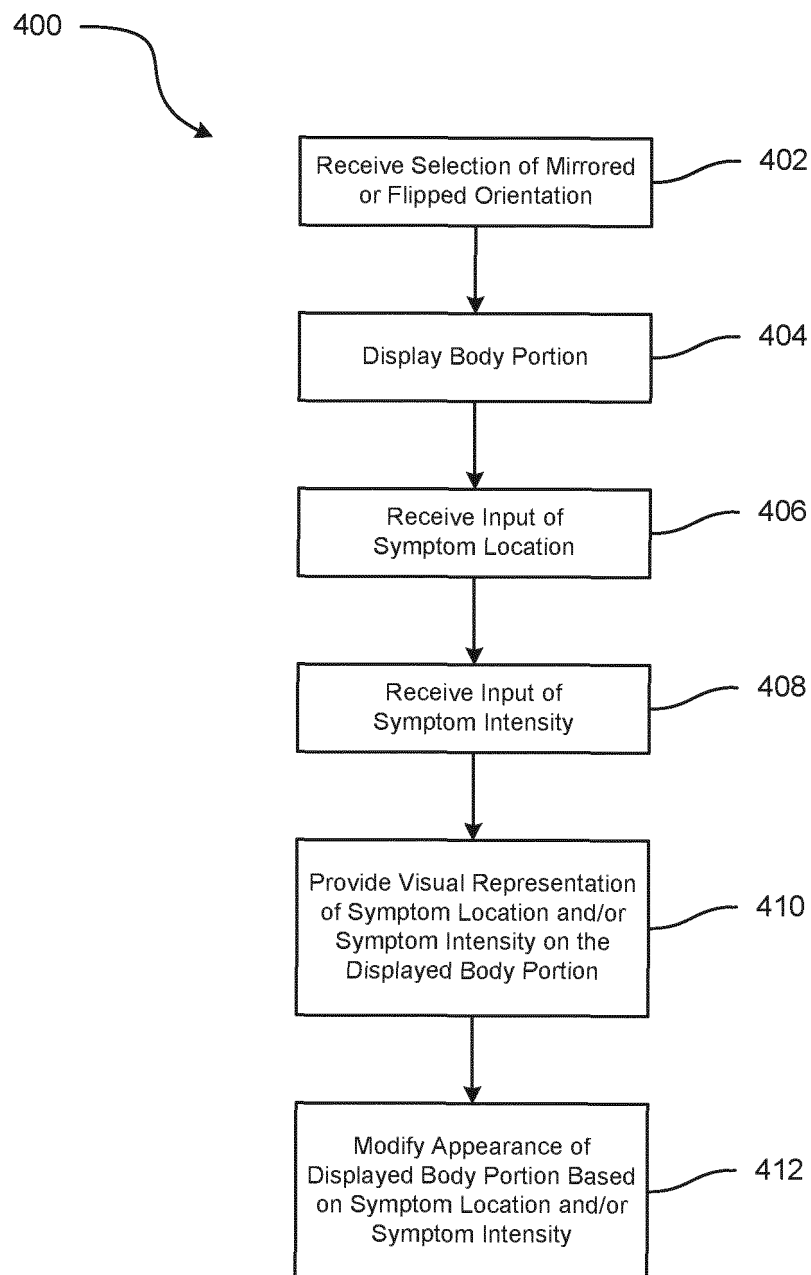 400
Receive Selection of Mirrored
or Flipped Orientation
402
Display Body Portion
404
Receive Input of
Symptom Location
406
Receive Input of
Symptom Intensity
408
Provide Visual Representation
of Symptom Location and/or
Symptom Intensity on the
Displayed Body Portion
410
Modify Appearance of
Displayed Body Portion Based
on Symptom Location and/or
Symptom Intensity
412